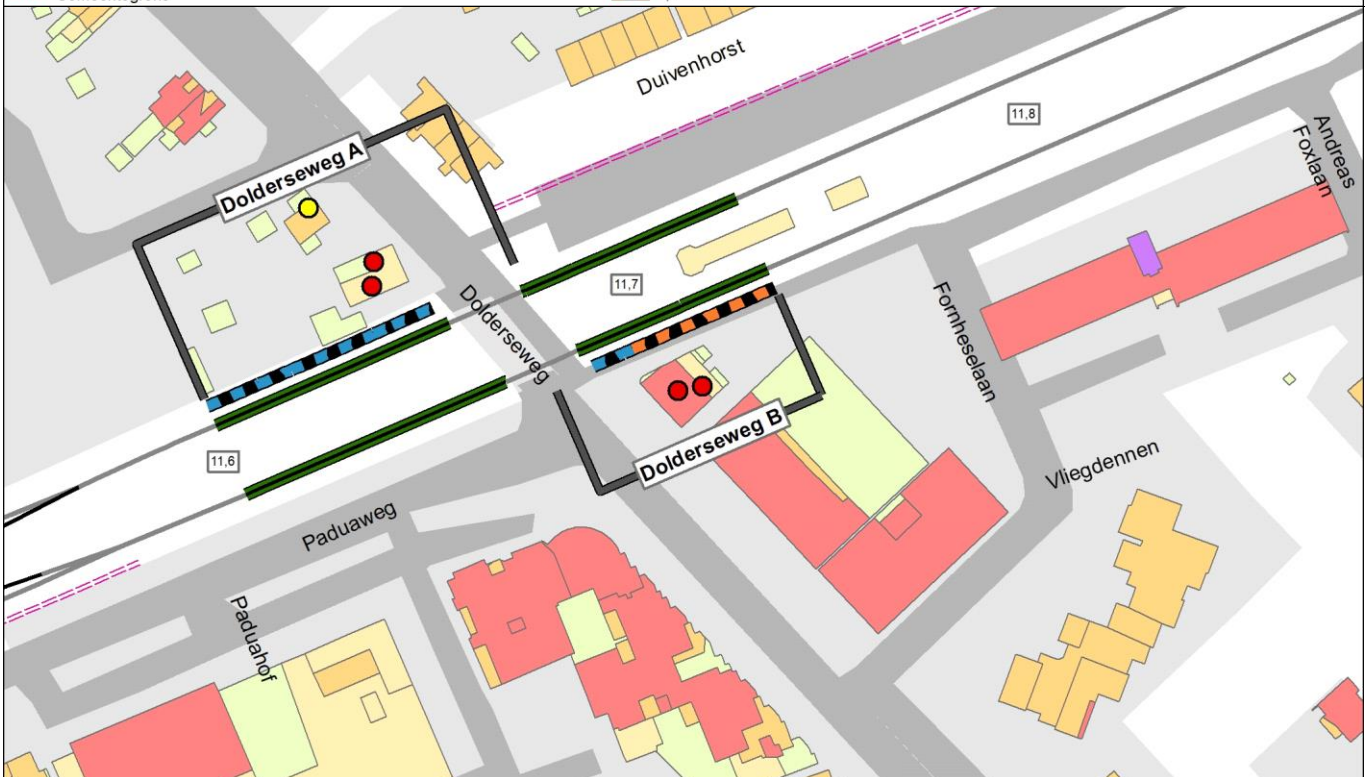 Duivenhorst
11,8
Andreas
Foxlaan
Dolderseweg A
11,7
Dolderseweg
Fornheselaan
Dolderseweg B
11,6
Vliegdennen
Paduaweg
Paduahof